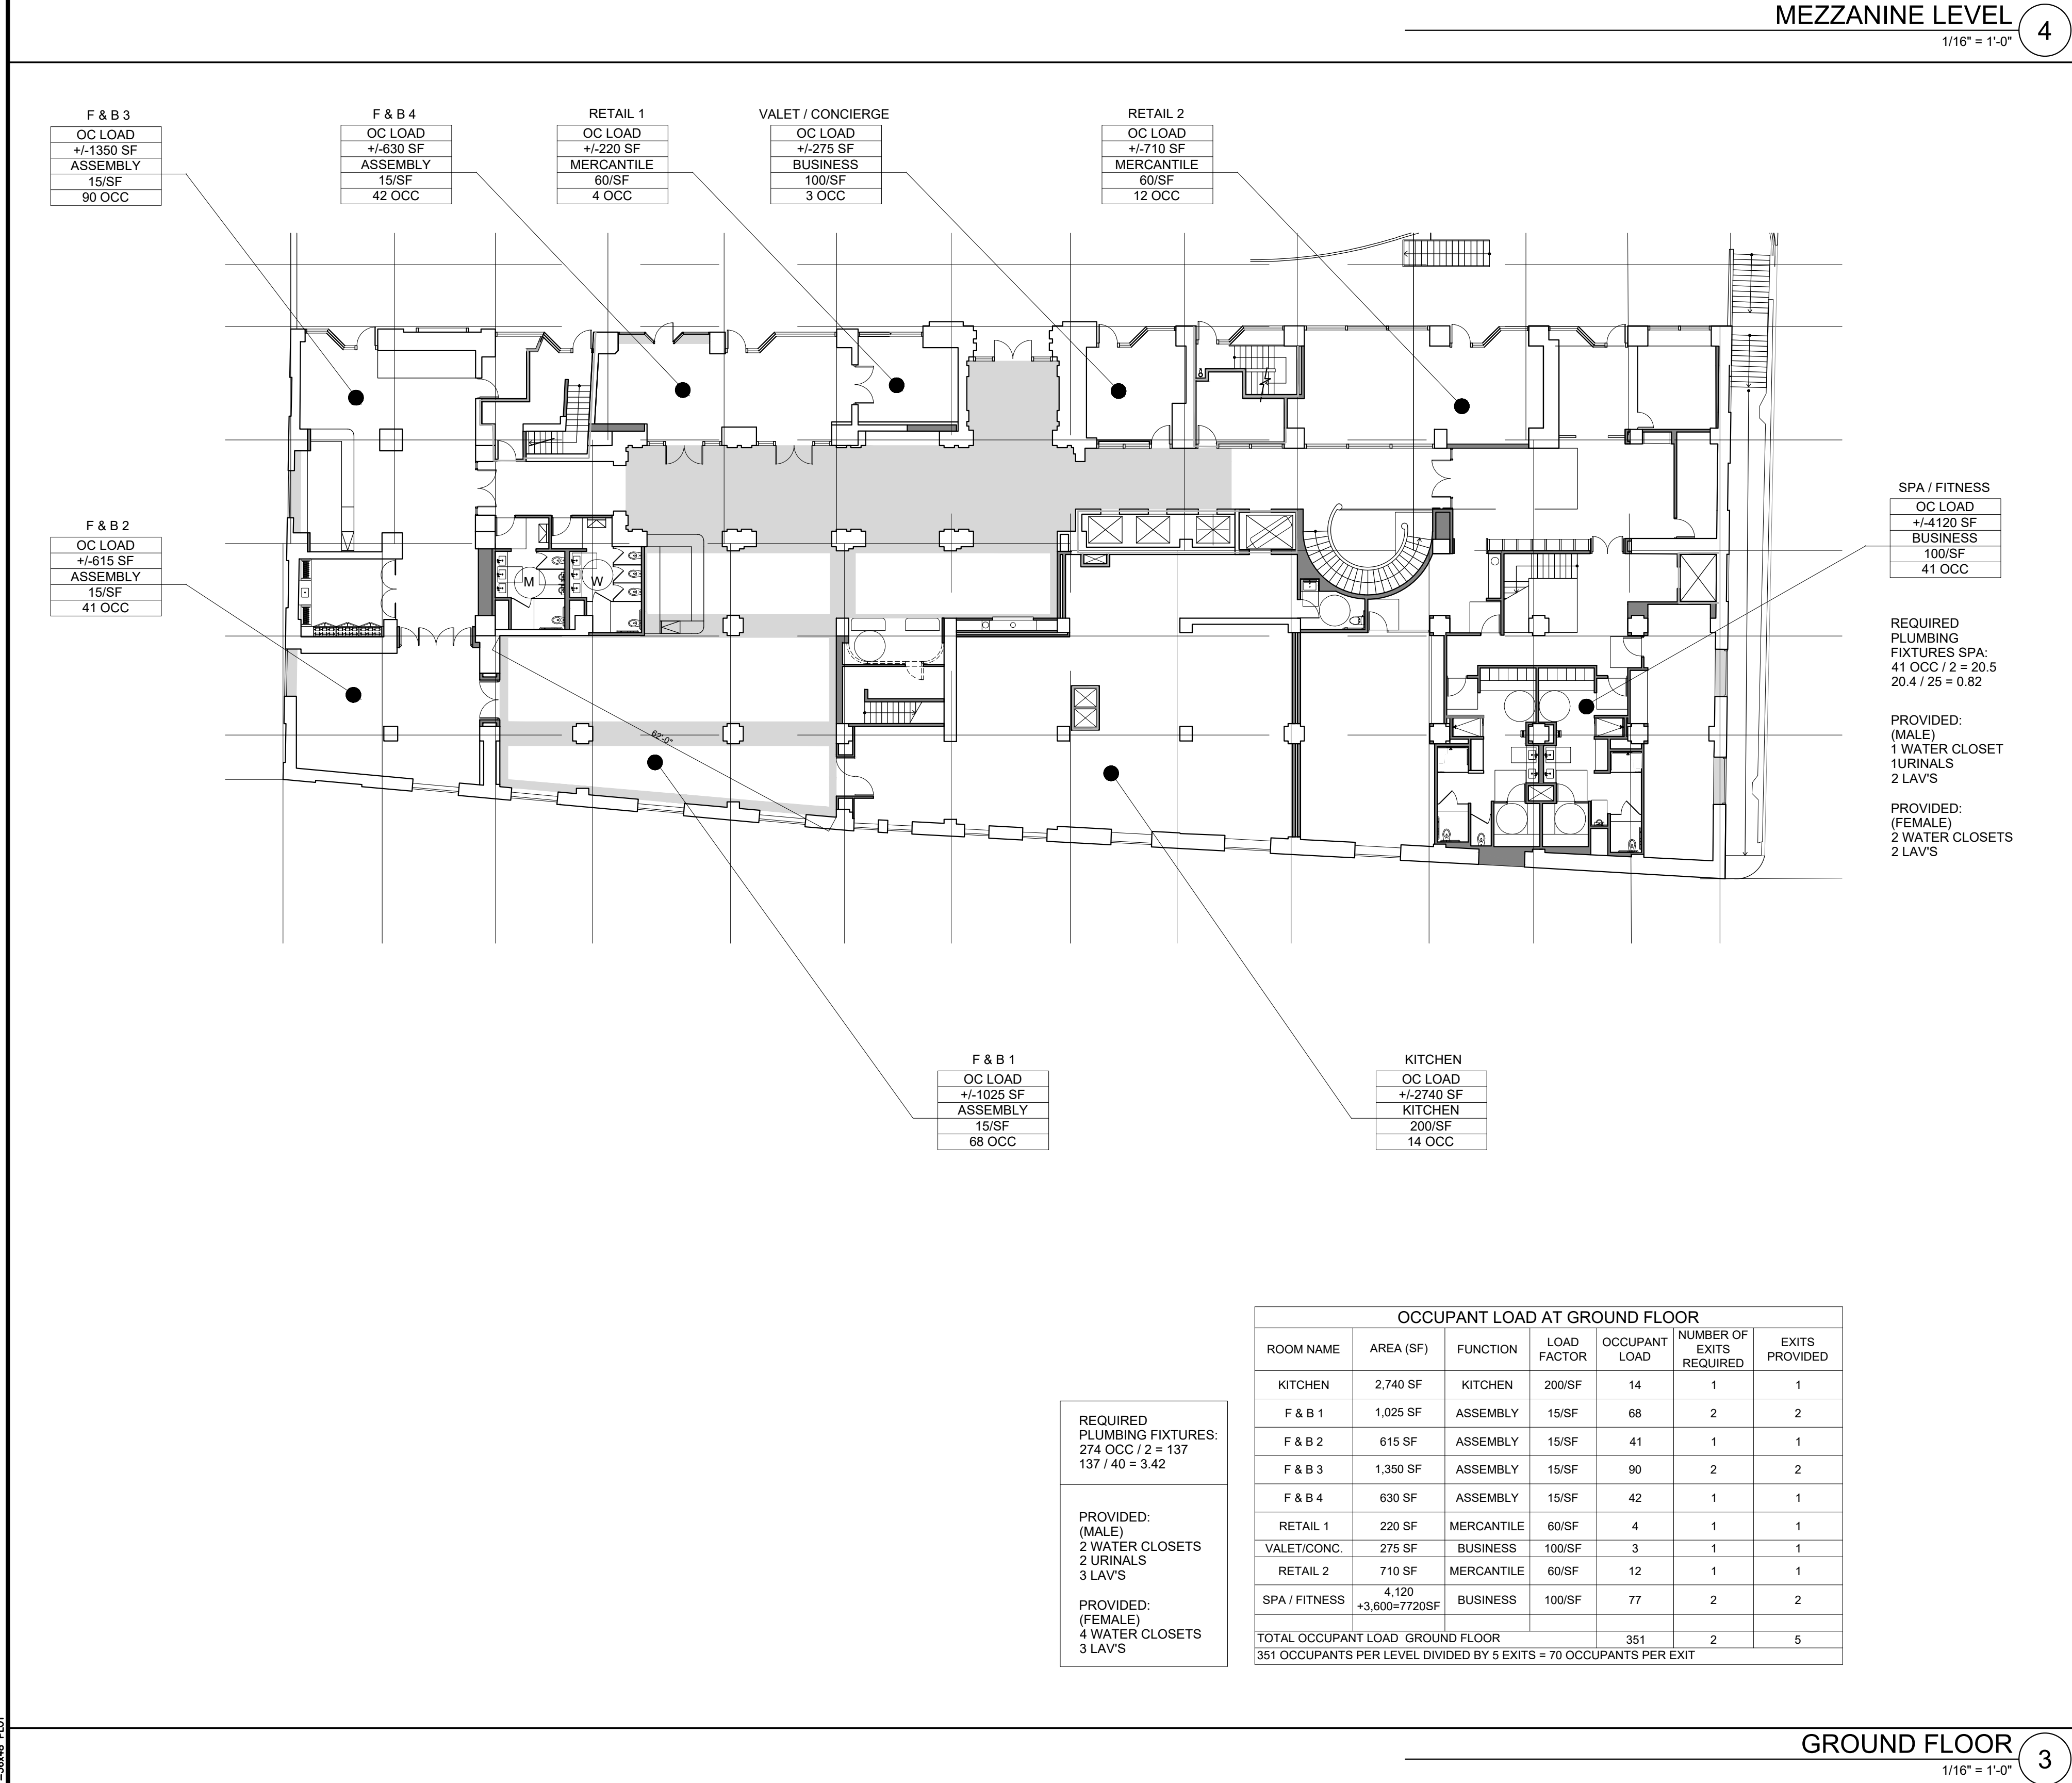 MEZZANINE LEVEL
1/16" = 1'-0"
4
F & B 3
OC LOAD
+/-1350 SF
ASSEMBLY
15/SF
90 OCC
F & B 4
OC LOAD
+/-630 SF
ASSEMBLY
15/SF
42 OCC
RETAIL 1
OC LOAD
+/-220 SF
MERCANTILE
60/SF
4 OCC
VALET / CONCIERGE
OC LOAD
+/-275 SF
BUSINESS
100/SF
3 OCC
RETAIL 2
OC LOAD
+/-710 SF
MERCANTILE
60/SF
12 OCC
F & B 2
OC LOAD
+/-615 SF
ASSEMBLY
15/SF
41 OCC
M
W
62'-0"
SPA / FITNESS
OC LOAD
+/-4120 SF
BUSINESS
100/SF
41 OCC
REQUIRED
PLUMBING
FIXTURES SPA:
41 OCC / 2 = 20.5
20.4 / 25 = 0.82
PROVIDED:
(MALE)
1 WATER CLOSET
1URINALS
2 LAV'S
PROVIDED:
(FEMALE)
2 WATER CLOSETS
2 LAV'S
F & B 1
OC LOAD
+/-1025 SF
ASSEMBLY
15/SF
68 OCC
KITCHEN
OC LOAD
+/-2740 SF
KITCHEN
200/SF
14 OCC
REQUIRED
PLUMBING FIXTURES:
274 OCC / 2 = 137
137 / 40 = 3.42
PROVIDED:
(MALE)
2 WATER CLOSETS
2 URINALS
3 LAV'S
PROVIDED:
(FEMALE)
4 WATER CLOSETS
3 LAV'S
OCCUPANT LOAD AT GROUND FLOOR
ROOM NAME AREA (SF) FUNCTION LOAD FACTOR OCCUPANT LOAD NUMBER OF EXITS REQUIRED EXITS PROVIDED
KITCHEN 2,740 SF KITCHEN 200/SF 14 1 1
F & B 1 1,025 SF ASSEMBLY 15/SF 68 2 2
F & B 2 615 SF ASSEMBLY 15/SF 41 1 1
F & B 3 1,350 SF ASSEMBLY 15/SF 90 2 2
F & B 4 630 SF ASSEMBLY 15/SF 42 1 1
RETAIL 1 220 SF MERCANTILE 60/SF 4 1 1
VALET/CONC. 275 SF BUSINESS 100/SF 3 1 1
RETAIL 2 710 SF MERCANTILE 60/SF 12 1 1
SPA / FITNESS 4,120 +3,600=7720SF BUSINESS 100/SF 77 2 2
TOTAL OCCUPANT LOAD GROUND FLOOR 351 2 5
351 OCCUPANTS PER LEVEL DIVIDED BY 5 EXITS = 70 OCCUPANTS PER EXIT
GROUND FLOOR
1/16" = 1'-0"
3